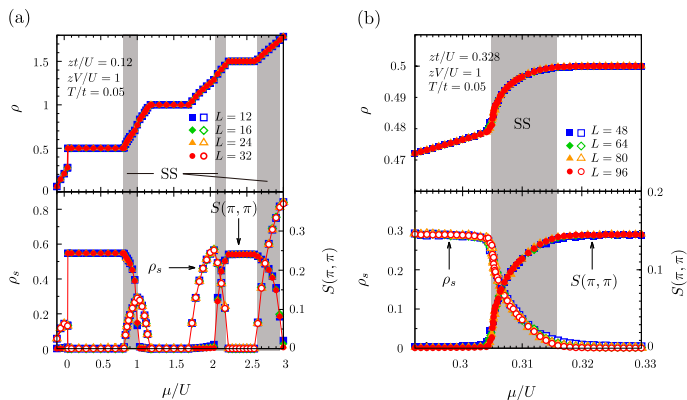 (a)
ρ
1.5
1
0.5
0
zt/U = 0.12
zV/U = 1
T/t = 0.05
L = 12
L = 16
L = 24
L = 32
SS
ρs
0.8
0.6
0.4
0.2
0
S(π, π)
ρs
0.3
0.2
0.1
0
S(π, π)
0
0.5
1
1.5
2
2.5
3
μ/U
(b)
ρ
0.5
0.49
0.48
0.47
zt/U = 0.328
zV/U = 1
T/t = 0.05
SS
L = 48
L = 64
L = 80
L = 96
ρs
0.4
0.3
0.2
0.1
0
ρs
S(π, π)
0.2
0.1
0
S(π, π)
0.3
0.31
0.32
0.33
μ/U